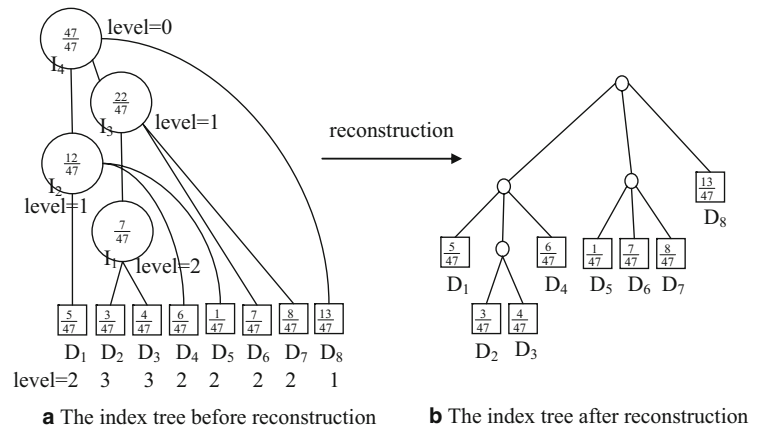 47/47 level=0
I4
22/47
I3 level=1
reconstruction
12/47
I2
level=1
13/47
D8
7/47
I1 level=2
5/47 6/47 1/47 7/47 8/47
D1 D4 D5 D6 D7
5/47 3/47 4/47 6/47 1/47 7/47 8/47 13/47
D1 D2 D3 D4 D5 D6 D7 D8
level=2 3 3 2 2 2 2 1
3/47 4/47
D2 D3
a The index tree before reconstruction
b The index tree after reconstruction